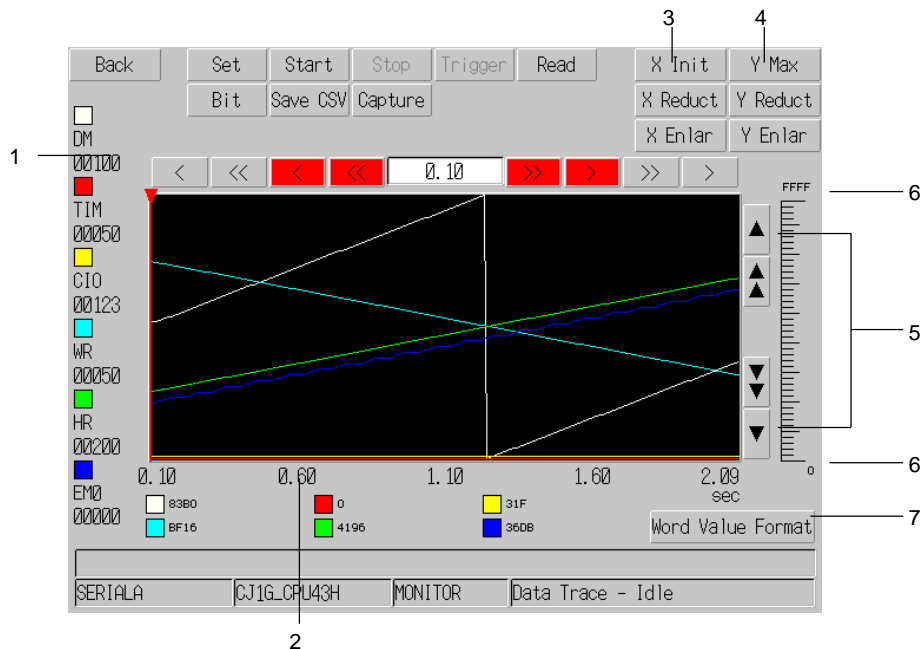 3 4
Back Set Start Stop Trigger Read X Init Y Max
Bit Save CSV Capture X Reduct Y Reduct
X Enlar Y Enlar
DM
1
00100
< << < << 0.10 >> > >> >
FFFF
6
TIM
00050
CIO
00123
5
WR
00050
HR
00200
6
0.10 0.60 1.10 1.60 2.09
0
sec
EM0
00000
83B0 0 31F
BF16 4196 36DB
Word Value Format
7
SERIALA CJ1G_CPU43H MONITOR Data Trace - Idle
2